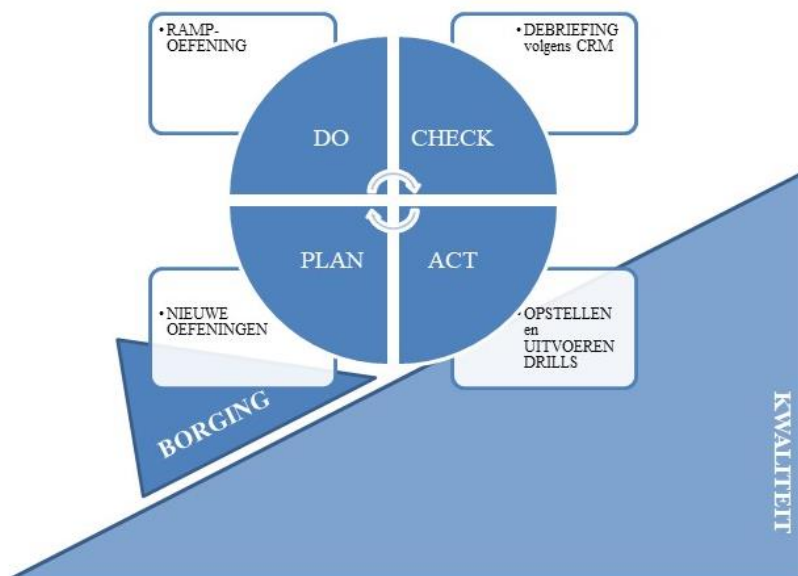 • RAMP-
OEFENING
• DEBRIEFING
volgens CRM
DO
CHECK
PLAN
ACT
• NIEUWE
OEFENINGEN
• OPSTELLEN
en
UITVOEREN
DRILLS
BORGING
KWALITEIT